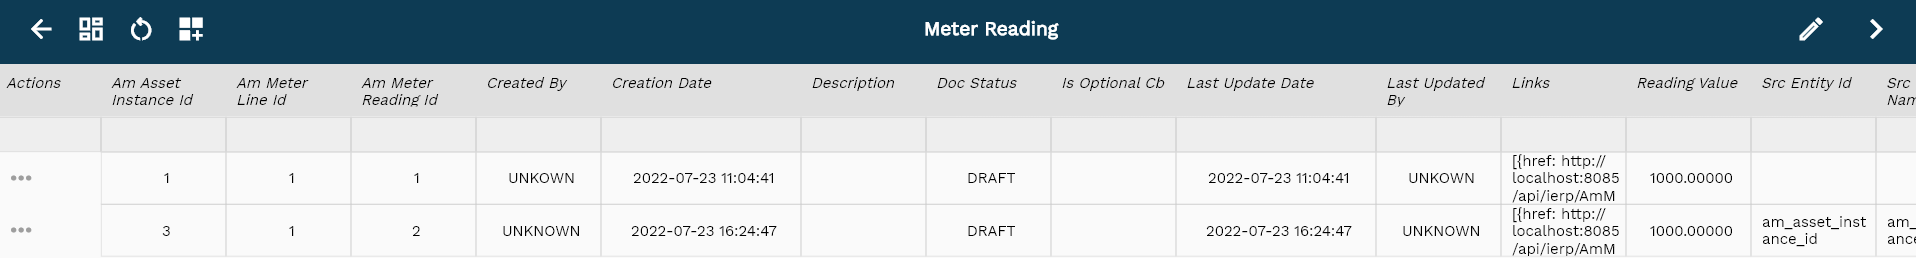 Meter Reading
Actions
Am Asset
Instance Id
Am Meter
Line Id
Am Meter
Reading Id
Created By
Creation Date
Description
Doc Status
Is Optional Cb
Last Update Date
Last Updated
By
Links
Reading Value
Src Entity Id
Src
Nam
1
1
1
UNKOWN
2022-07-23 11:04:41
DRAFT
2022-07-23 11:04:41
UNKOWN
[{href: http://
localhost:8085
/api/ierp/AmM
1000.00000
3
1
2
UNKNOWN
2022-07-23 16:24:47
DRAFT
2022-07-23 16:24:47
UNKNOWN
[{href: http://
localhost:8085
/api/ierp/AmM
1000.00000
am_asset_inst
ance_id
am_
ance